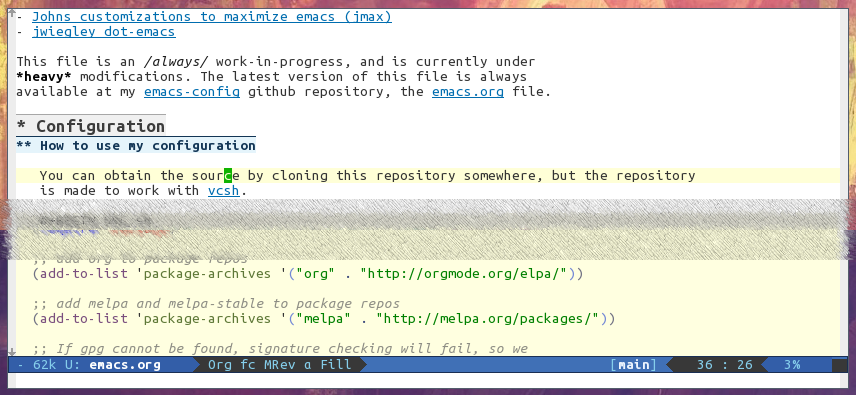 - Johns customizations to maximize emacs (jmax)
- jwiegley dot-emacs
This file is an /always/ work-in-progress, and is currently under
*heavy* modifications. The latest version of this file is always
available at my emacs-config github repository, the emacs.org file.
* Configuration
** How to use my configuration
You can obtain the source by cloning this repository somewhere, but the repository
is made to work with vcsh.
;; add org to package repos
(add-to-list 'package-archives '("org" . "http://orgmode.org/elpa/"))
;; add melpa and melpa-stable to package repos
(add-to-list 'package-archives '("melpa" . "http://melpa.org/packages/"))
;; If gpg cannot be found, signature checking will fail, so we
- 62k U: emacs.org Org fc MRev α Fill [main] 36 : 26 3%